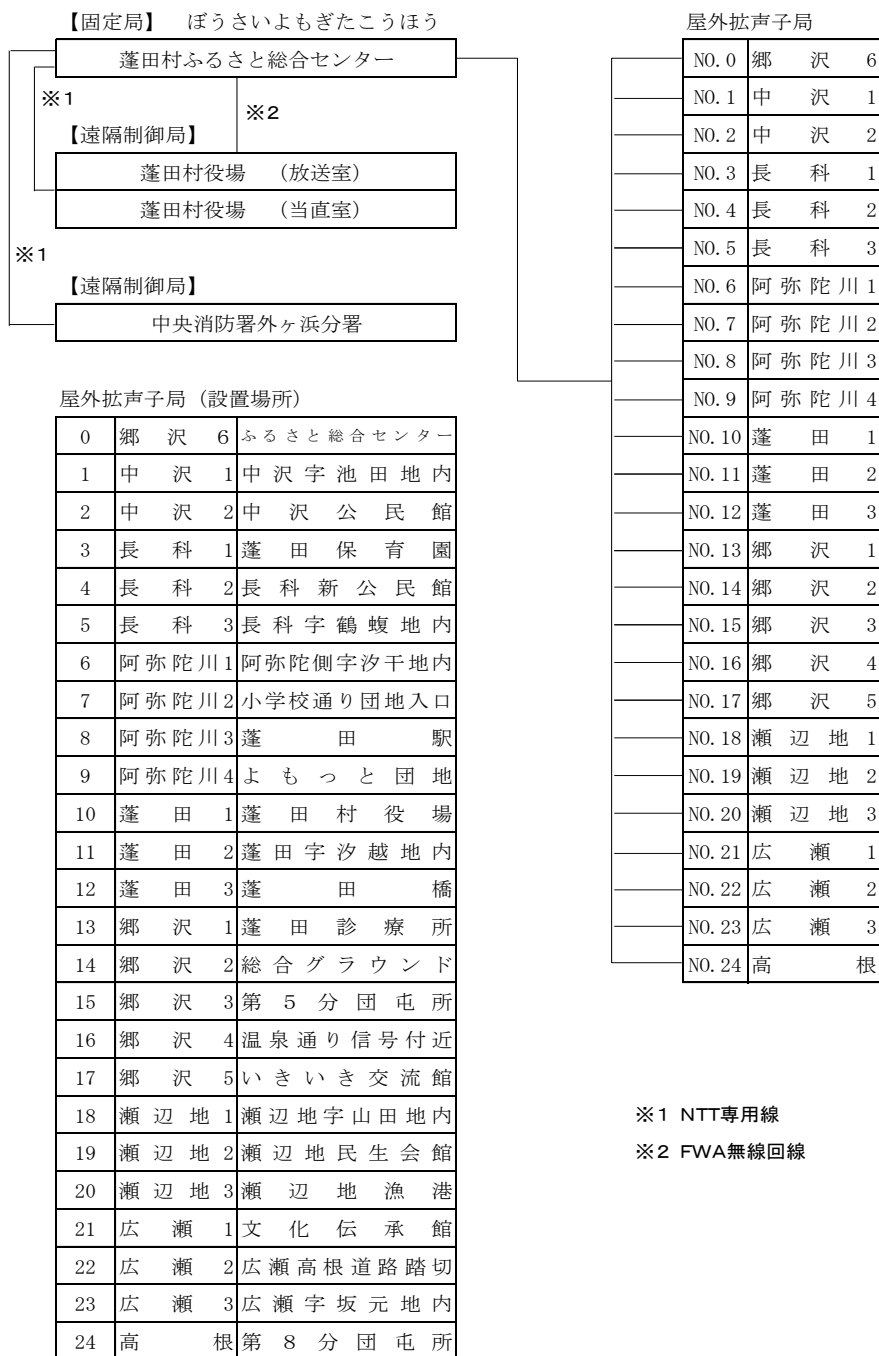 【固定局】 ぼうさいよもぎたこうほう
蓬田村ふるさと総合センター
※1
※2
【遠隔制御局】
蓬田村役場 (放送室)
蓬田村役場 (当直室)
※1
【遠隔制御局】
中央消防署外ヶ浜分署
屋外拡声子局(設置場所)
0 郷沢6 ふるさと総合センター
1 中沢1 中沢字池田地内
2 中沢2 中沢公民館
3 長科1 蓬田保育園
4 長科2 長科新公民館
5 長科3 長科字鶴蝮地内
6 阿弥陀川1 阿弥陀側字汐干地内
7 阿弥陀川2 小学校通り団地入口
8 阿弥陀川3 蓬田駅
9 阿弥陀川4 よもっと団地
10 蓬田1 蓬田村役場
11 蓬田2 蓬田字汐越地内
12 蓬田3 蓬田橋
13 郷沢1 蓬田診療所
14 郷沢2 総合グラウンド
15 郷沢3 第5分団屯所
16 郷沢4 温泉通り信号付近
17 郷沢5 いきいき交流館
18 瀬辺地1 瀬辺地字山田地内
19 瀬辺地2 瀬辺地民生会館
20 瀬辺地3 瀬辺地漁港
21 広瀬1 文化伝承館
22 広瀬2 広瀬高根道路踏切
23 広瀬3 広瀬字坂元地内
24 高根 第8分団屯所
屋外拡声子局
NO.0 郷沢6
NO.1 中沢1
NO.2 中沢2
NO.3 長科1
NO.4 長科2
NO.5 長科3
NO.6 阿弥陀川1
NO.7 阿弥陀川2
NO.8 阿弥陀川3
NO.9 阿弥陀川4
NO.10 蓬田1
NO.11 蓬田2
NO.12 蓬田3
NO.13 郷沢1
NO.14 郷沢2
NO.15 郷沢3
NO.16 郷沢4
NO.17 郷沢5
NO.18 瀬辺地1
NO.19 瀬辺地2
NO.20 瀬辺地3
NO.21 広瀬1
NO.22 広瀬2
NO.23 広瀬3
NO.24 高根
※1 NTT専用線
※2 FWA無線回線